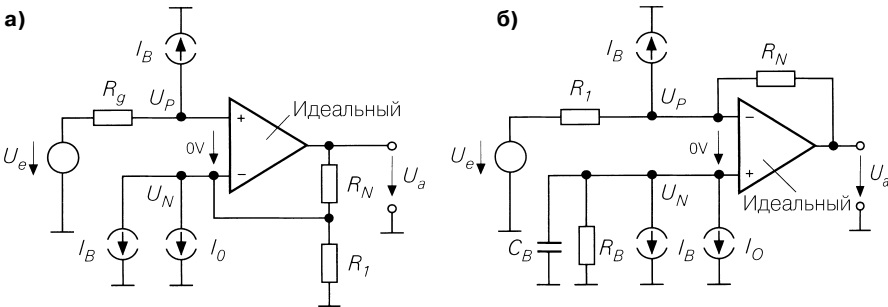 а)
I_B
R_g
U_P
Идеальный
+
0V
−
U_e
U_N
R_N
U_a
I_B
I_0
R_1
б)
I_B
R_N
R_1
U_P
−
0V
U_e
+
U_N
Идеальный
U_a
C_B
R_B
I_B
I_O